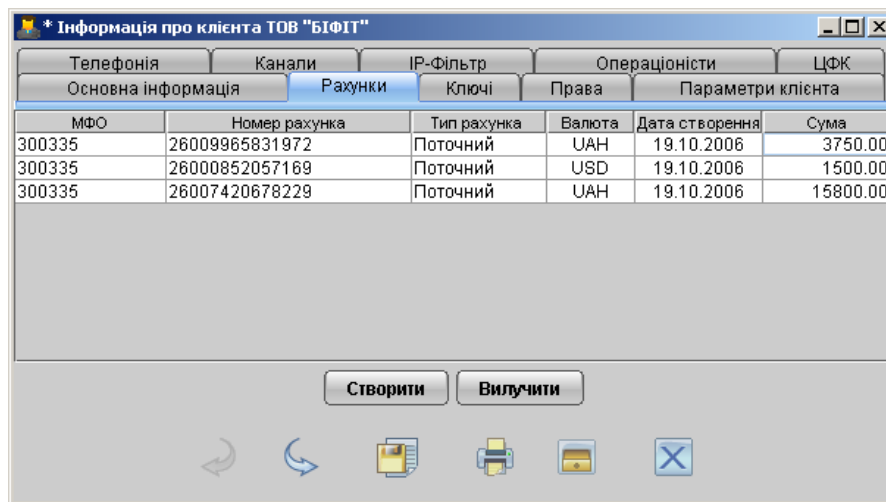 * Інформація про клієнта ТОВ "БІФІТ"
Телефонія Канали IP-Фільтр Операціоністи ЦФК
Основна інформація Рахунки Ключі Права Параметри клієнта
МФО Номер рахунка Тип рахунка Валюта Дата створення Сума
300335 26009965831972 Поточний UAH 19.10.2006 3750.00
300335 26000852057169 Поточний USD 19.10.2006 1500.00
300335 26007420678229 Поточний UAH 19.10.2006 15800.00
Створити Вилучити